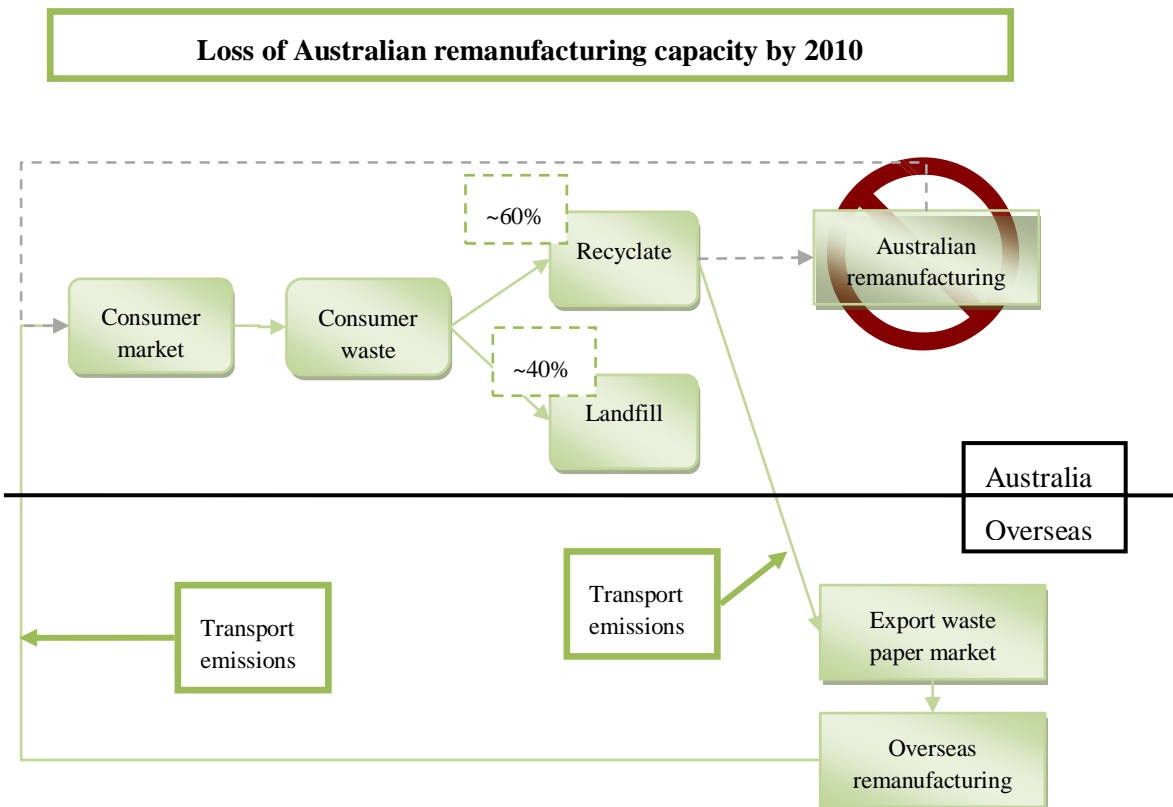 Loss of Australian remanufacturing capacity by 2010
~60%
Recyclate
Australian
remanufacturing
Consumer
market
Consumer
waste
~40%
Landfill
Australia
Overseas
Transport
emissions
Transport
emissions
Export waste
paper market
Overseas
remanufacturing